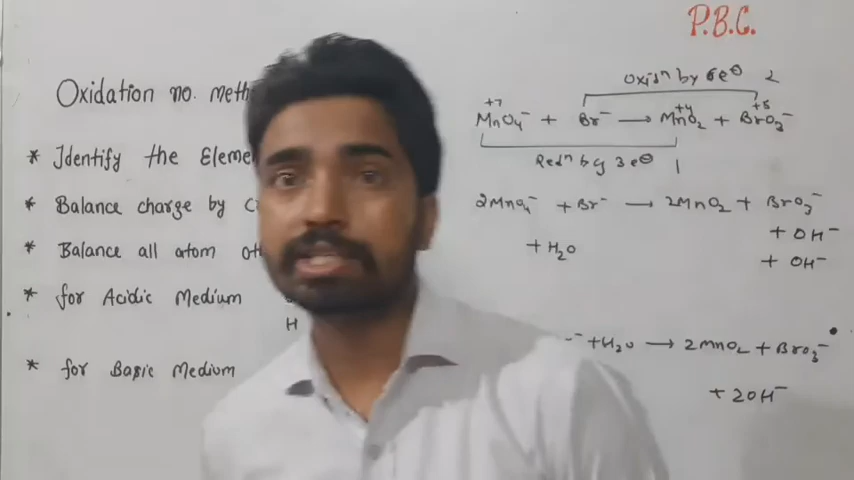 P.B.C.
Oxidation no. meth
* Identify the Eleme
* Balance charge by
* Balance all atom
* for Acidic Medium
H
* for Basic Medium
Oxisⁿ by 6e⊖ 2
+7 +4 +5
MnO₄⁻ + Br⁻ → MnO₂ + BrO₃⁻
Redⁿ by 3e⊖ 1
2MnO₄⁻ + Br⁻ → 2MnO₂ + BrO₃⁻
+ H₂O + OH⁻
+ OH⁻
⁻ + H₂O → 2MnO₂ + BrO₃⁻
+ 2OH⁻